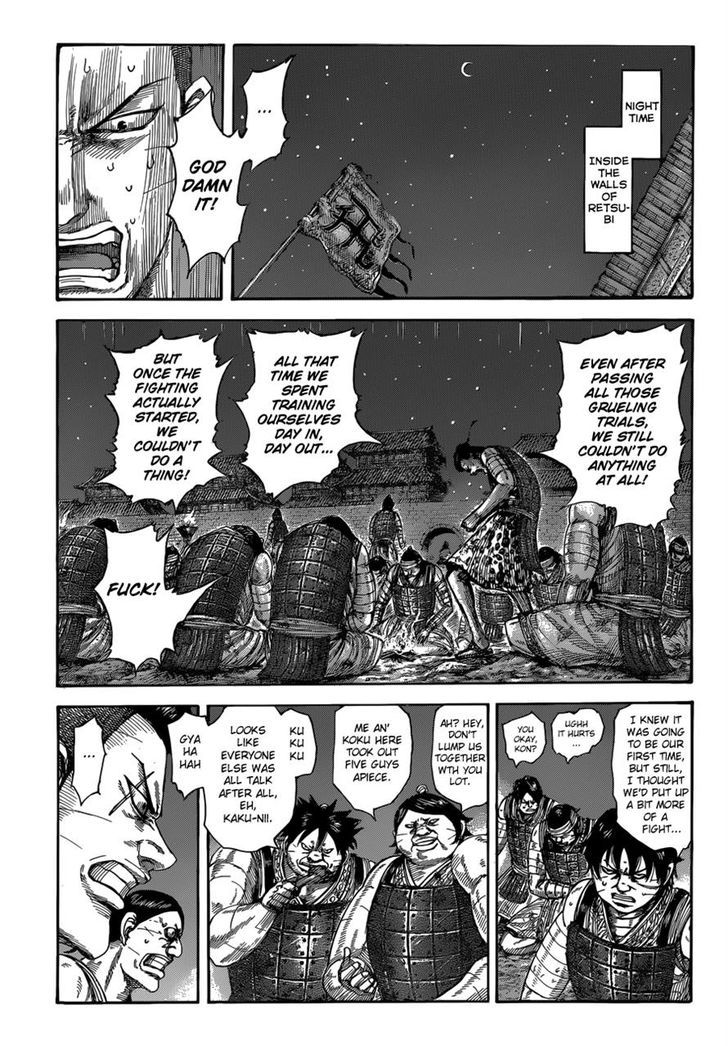 NIGHT
TIME
INSIDE
THE
WALLS
OF
RETSU-
BI
...
GOD
DAMN
IT!
EVEN AFTER
PASSING
ALL THOSE
GRUELING
TRIALS,
WE STILL
COULDN'T DO
ANYTHING
AT ALL!
ALL THAT
TIME WE
SPENT
TRAINING
OURSELVES
DAY IN,
DAY OUT...
BUT
ONCE THE
FIGHTING
ACTUALLY
STARTED,
WE
COULDN'T
DO A
THING!
FUCK!
I KNEW IT
WAS GOING
TO BE OUR
FIRST TIME,
BUT STILL,
I THOUGHT
WE'D PUT UP
A BIT MORE
OF A
FIGHT...
UGHH
IT HURTS
...
YOU
OKAY,
KON?
AH? HEY,
DON'T
LUMP US
TOGETHER
WTH YOU
LOT.
ME AN'
KOKU HERE
TOOK OUT
FIVE GUYS
APIECE.
KU
KU
KU
LOOKS
LIKE
EVERYONE
ELSE WAS
ALL TALK
AFTER ALL,
EH,
KAKU-NII.
GYA
HA
HAH
...